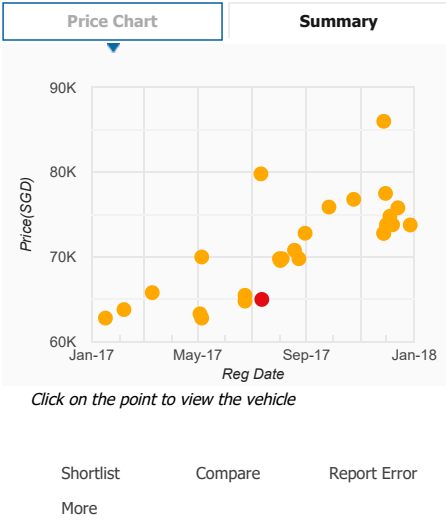 Price Chart
Summary
90K
80K
70K
60K
Price(SGD)
Jan-17 May-17 Sep-17 Jan-18
Reg Date
Click on the point to view the vehicle
Shortlist Compare Report Error
More